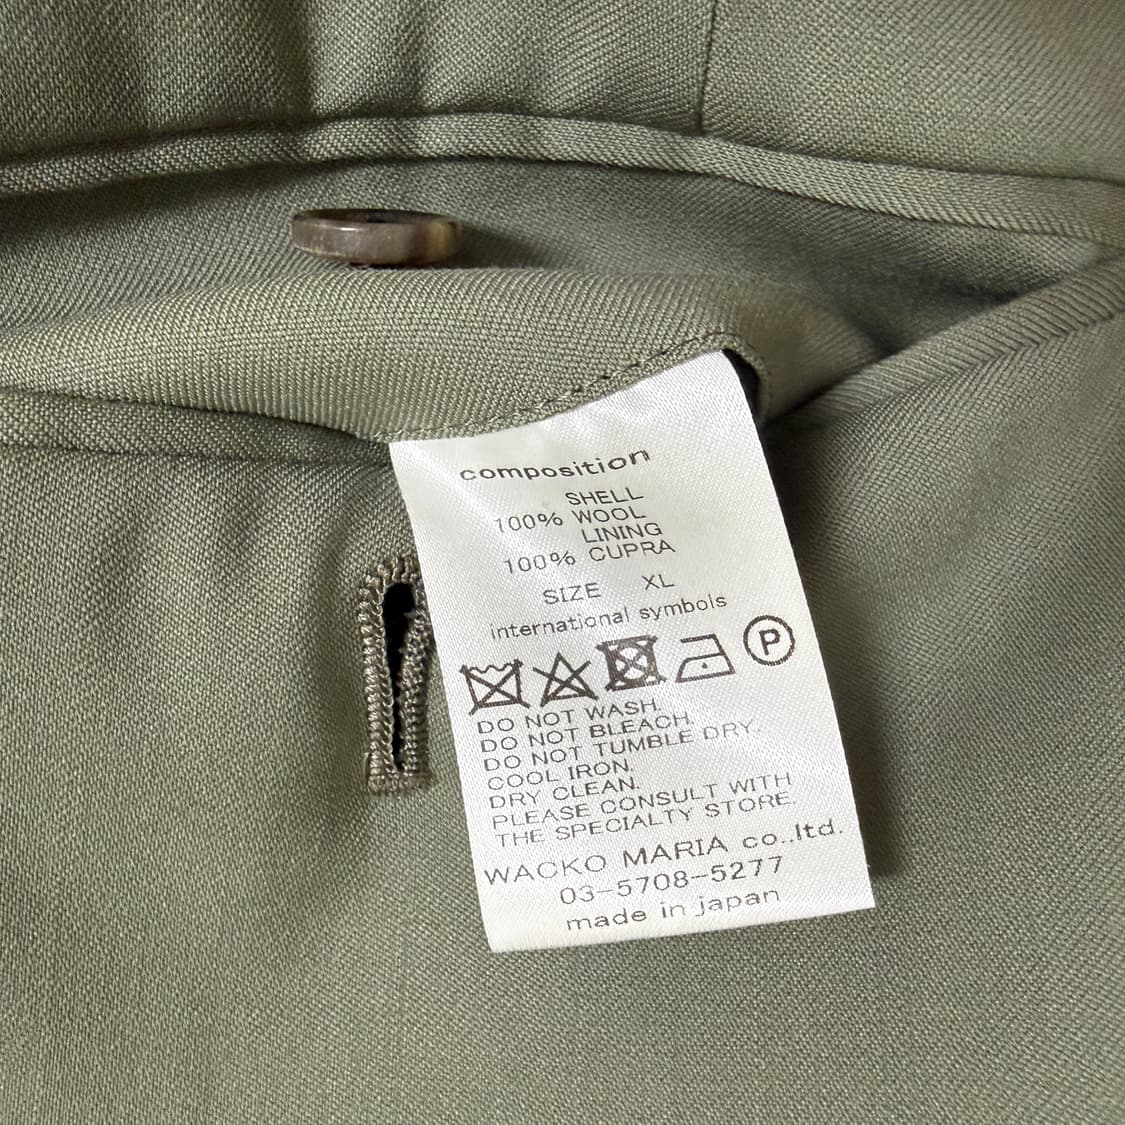 composition
SHELL
100% WOOL
LINING
100% CUPRA
SIZE XL
international symbols
P
DO NOT WASH.
DO NOT BLEACH.
DO NOT TUMBLE DRY.
COOL IRON.
DRY CLEAN.
PLEASE CONSULT WITH
THE SPECIALTY STORE.
WACKO MARIA co.,ltd.
03-5708-5277
made in japan